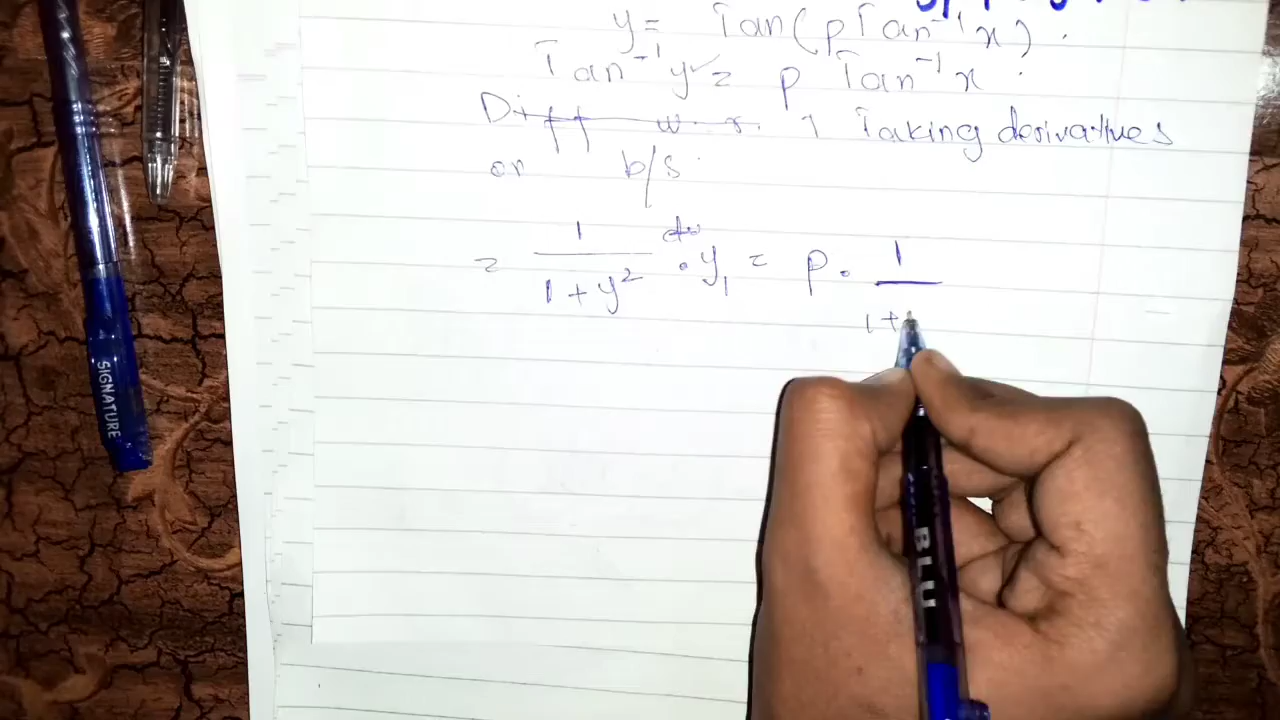 y = Tan(p Tan⁻¹x).
Tan⁻¹y = p Tan⁻¹x.
Diff w.r. 1 Taking derivatives
on b/s.
= 1/(1+y²) . y₁ = p . 1/(1+
SIGNATURE
BLU